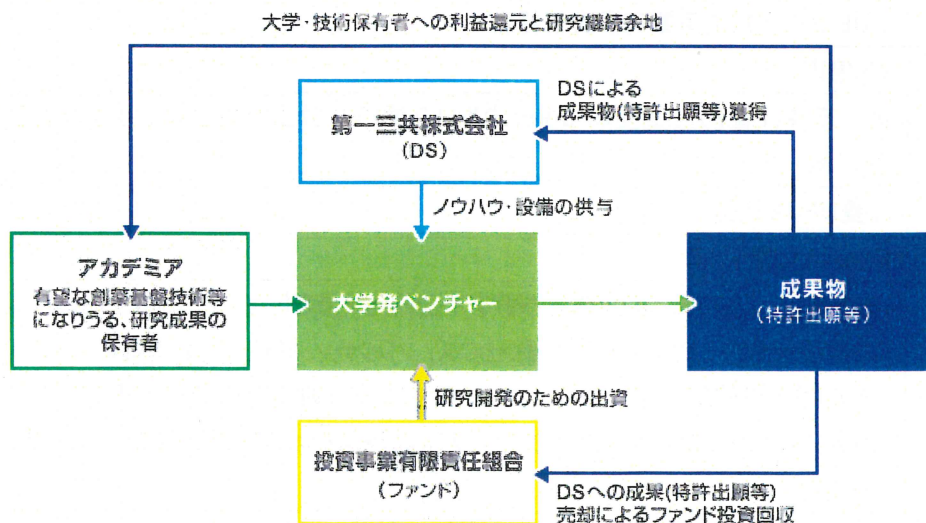 大学・技術保有者への利益還元と研究継続余地
第一三共株式会社
(DS)
DSによる
成果物(特許出願等)獲得
ノウハウ・設備の供与
アカデミア
有望な創薬基盤技術等
になりうる、研究成果の
保有者
大学発ベンチャー
成果物
(特許出願等)
研究開発のための出資
投資事業有限責任組合
(ファンド)
DSへの成果(特許出願等)
売却によるファンド投資回収